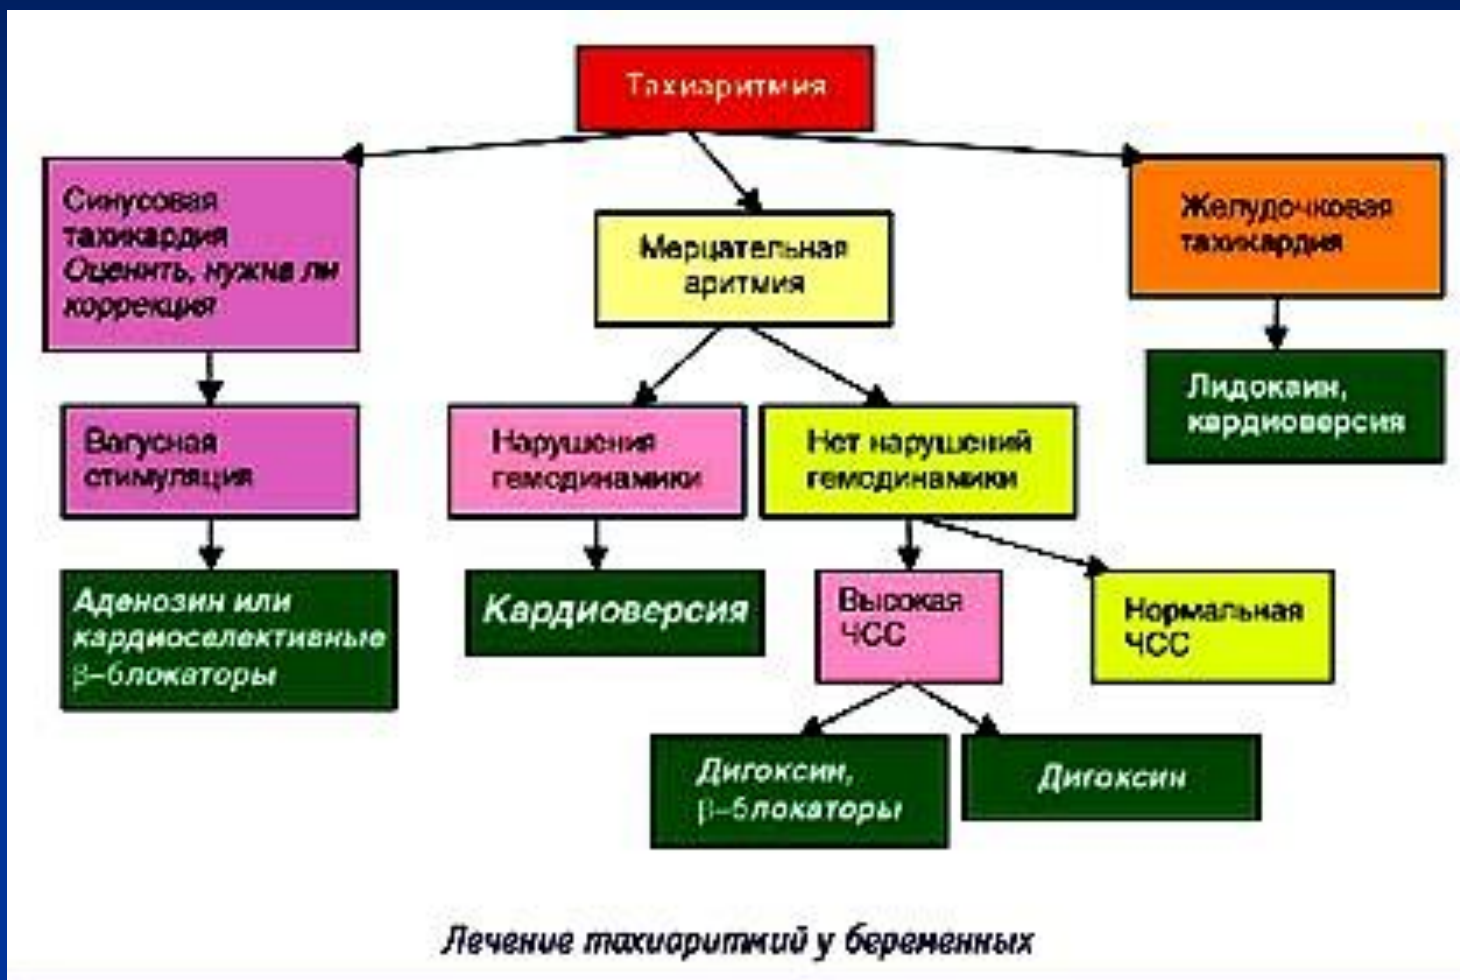 Тахиаритмия
Синусовая
тахикардия
Оценить, нужна ли
коррекция
Мерцательная
аритмия
Желудочковая
тахикардия
Вагусная
стимуляция
Нарушения
гемодинамики
Нет нарушений
гемодинамики
Лидокаин,
кардиоверсия
Аденозин или
кардиоселективные
β–блокаторы
Кардиоверсия
Высокая
ЧСС
Нормальная
ЧСС
Дигоксин,
β–блокаторы
Дигоксин
Лечение тахиаритмий у беременных